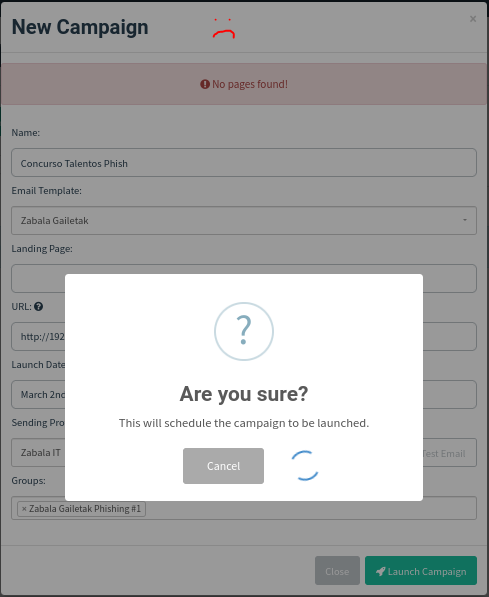 New Campaign
×
No pages found!
Name:
Concurso Talentos Phish
Email Template:
Zabala Gailetak
Landing Page:
URL:
http://192
Launch Date
March 2nd
Sending Pro
Zabala IT
Test Email
Groups:
× Zabala Gailetak Phishing #1
?
Are you sure?
This will schedule the campaign to be launched.
Cancel
Close
Launch Campaign